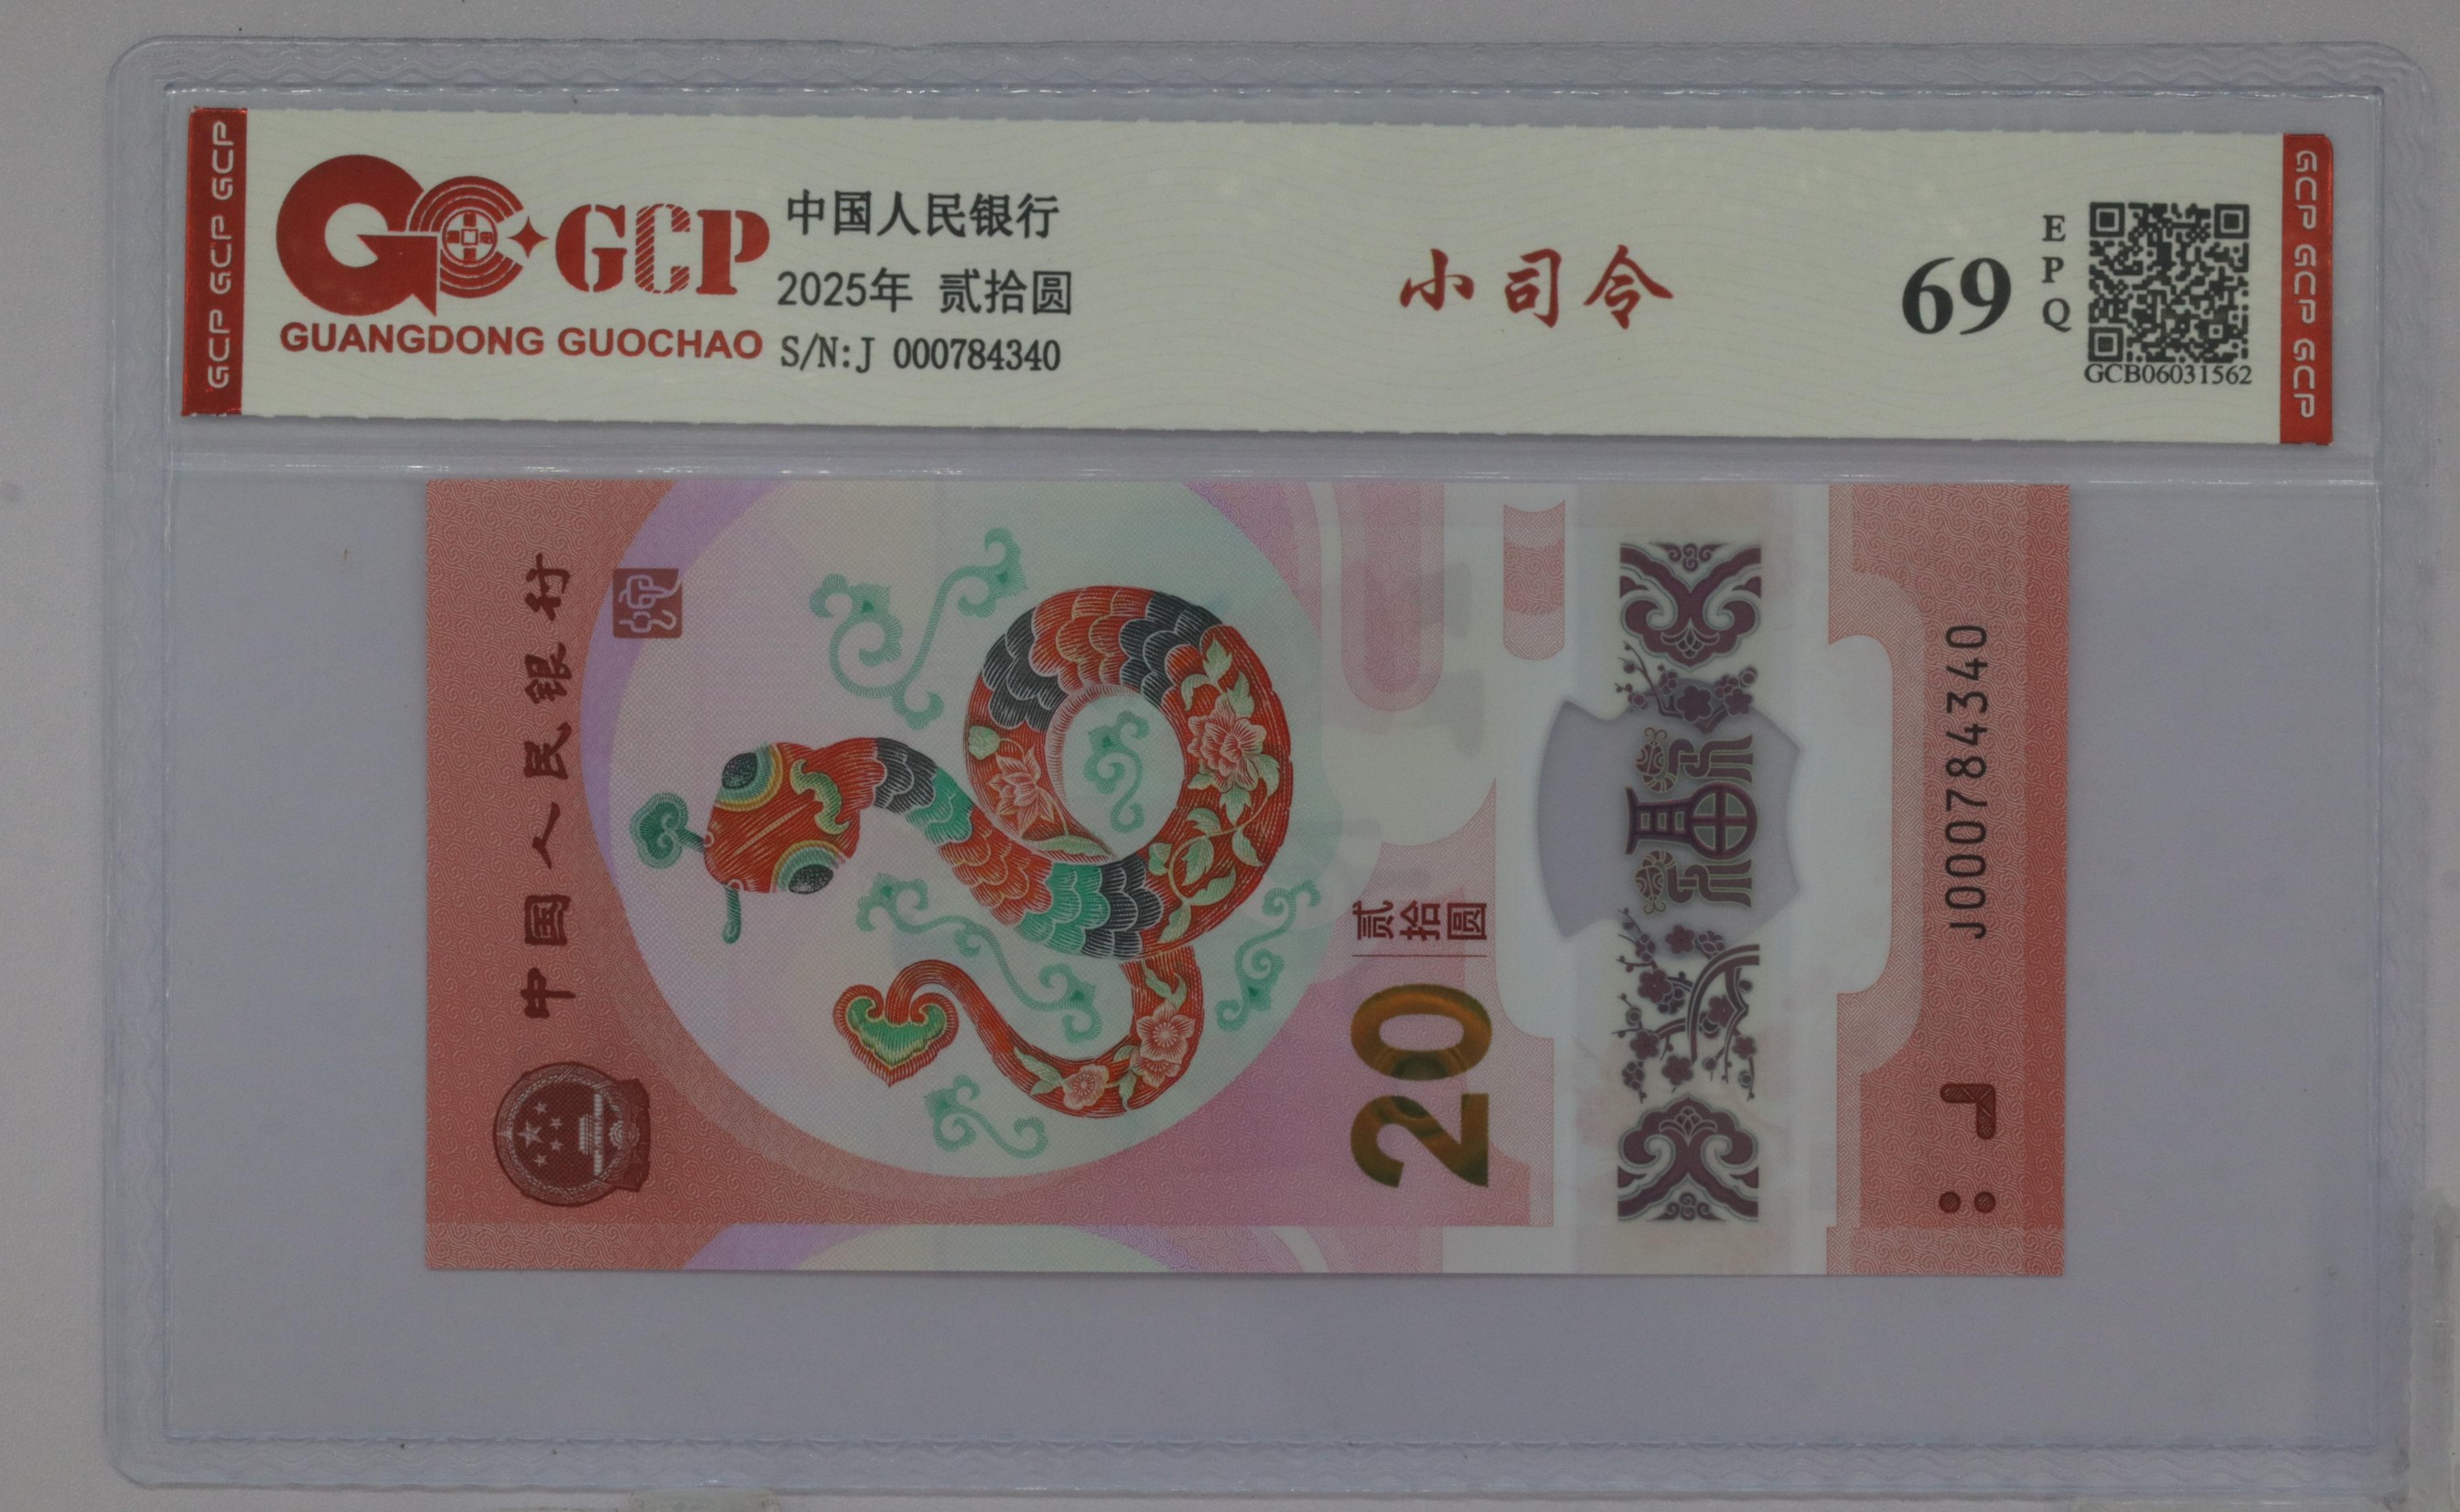 GCP GCP GCP
GCP
GUANGDONG GUOCHAO
中国人民银行
2025年 贰拾圆
S/N:J 000784340
小司令
69
EPQ
GCB06031562
GCP GCP GCP
中国人民银行
贰拾圆
20
福
J000784340